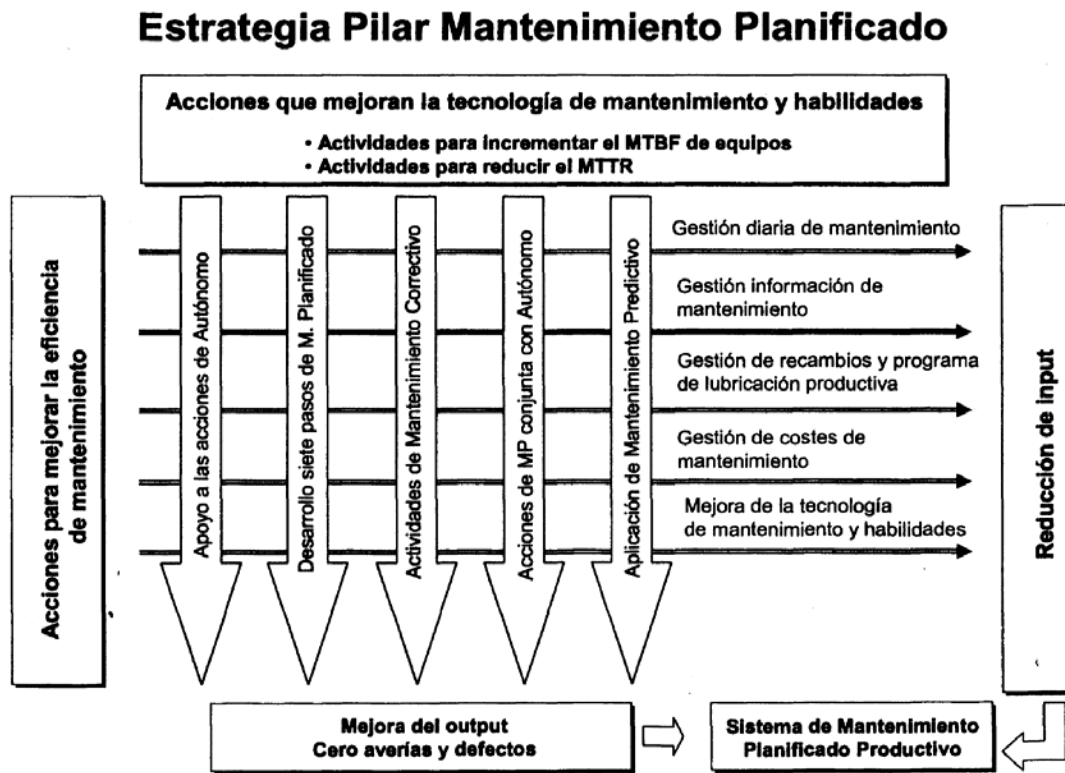 Estrategia Pilar Mantenimiento Planificado
Acciones que mejoran la tecnología de mantenimiento y habilidades
• Actividades para incrementar el MTBF de equipos
• Actividades para reducir el MTTR
Acciones para mejorar la eficiencia
de mantenimiento
Apoyo a las acciones de Autónomo
Desarrollo siete pasos de M. Planificado
Actividades de Mantenimiento Correctivo
Acciones de MP conjunta con Autónomo
Aplicación de Mantenimiento Predictivo
Gestión diaria de mantenimiento
Gestión información de
mantenimiento
Gestión de recambios y programa
de lubricación productiva
Gestión de costes de
mantenimiento
Mejora de la tecnología
de mantenimiento y habilidades
Reducción de input
Mejora del output
Cero averías y defectos
Sistema de Mantenimiento
Planificado Productivo